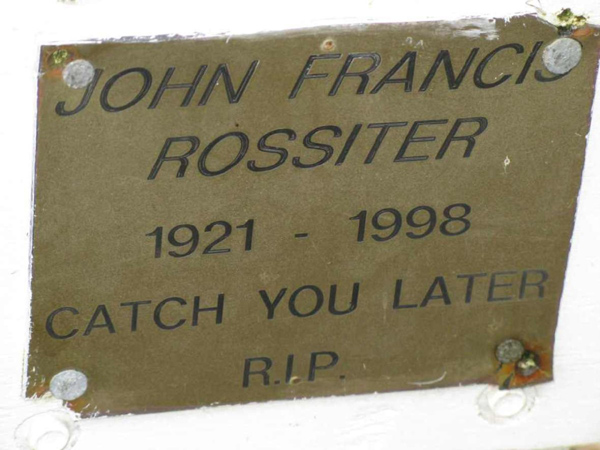 JOHN FRANCIS
ROSSITER
1921 - 1998
CATCH YOU LATER
R.I.P.